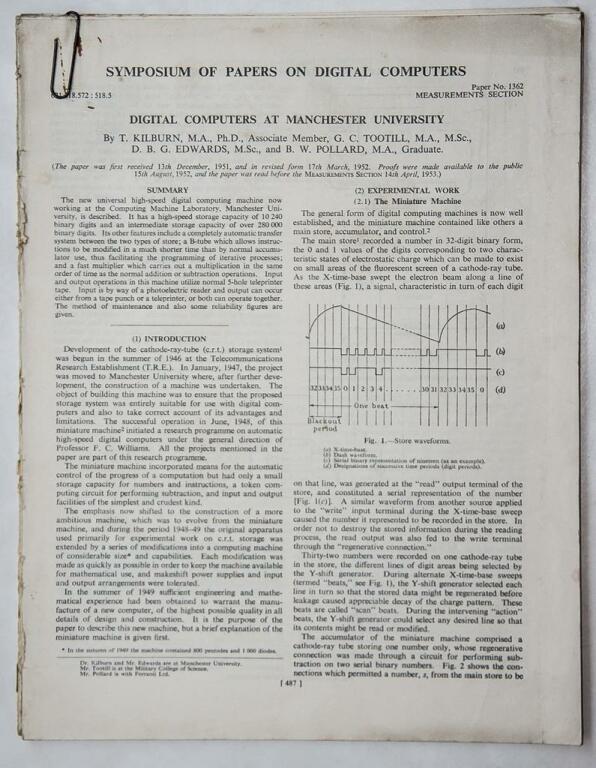 SYMPOSIUM OF PAPERS ON DIGITAL COMPUTERS
18.572 : 518.5
Paper No. 1362
MEASUREMENTS SECTION
DIGITAL COMPUTERS AT MANCHESTER UNIVERSITY
By T. KILBURN, M.A., Ph.D., Associate Member, G. C. TOOTILL, M.A., M.Sc.,
D. B. G. EDWARDS, M.Sc., and B. W. POLLARD, M.A., Graduate.
(The paper was first received 13th December, 1951, and in revised form 17th March, 1952. Proofs were made available to the public
15th August, 1952, and the paper was read before the MEASUREMENTS SECTION 14th April, 1953.)
SUMMARY
The new universal high-speed digital computing machine now
working at the Computing Machine Laboratory, Manchester Uni-
versity, is described. It has a high-speed storage capacity of 10 240
binary digits and an intermediate storage capacity of over 280 000
binary digits. Its other features include a completely automatic transfer
system between the two types of store; a B-tube which allows instruc-
tions to be modified in a much shorter time than by normal accumu-
lator use, thus facilitating the programming of iterative processes;
and a fast multiplier which carries out a multiplication in the same
order of time as the normal addition or subtraction operations. Input
and output operations in this machine utilize normal 5-hole teleprinter
tape. Input is by way of a photoelectric reader and output can occur
either from a tape punch or a teleprinter, or both can operate together.
The method of maintenance and also some reliability figures are
given.
(1) INTRODUCTION
Development of the cathode-ray-tube (c.r.t.) storage system¹
was begun in the summer of 1946 at the Telecommunications
Research Establishment (T.R.E.). In January, 1947, the project
was moved to Manchester University where, after further deve-
lopment, the construction of a machine was undertaken. The
object of building this machine was to ensure that the proposed
storage system was entirely suitable for use with digital com-
puters and also to take correct account of its advantages and
limitations. The successful operation in June, 1948, of this
miniature machine² initiated a research programme on automatic
high-speed digital computers under the general direction of
Professor F. C. Williams. All the projects mentioned in the
paper are part of this research programme.
The miniature machine incorporated means for the automatic
control of the progress of a computation but had only a small
storage capacity for numbers and instructions, a token com-
puting circuit for performing subtraction, and input and output
facilities of the simplest and crudest kind.
The emphasis now shifted to the construction of a more
ambitious machine, which was to evolve from the miniature
machine, and during the period 1948-49 the original apparatus
used primarily for experimental work on c.r.t. storage was
extended by a series of modifications into a computing machine
of considerable size* and capabilities. Each modification was
made as quickly as possible in order to keep the machine available
for mathematical use, and makeshift power supplies and input
and output arrangements were tolerated.
In the summer of 1949 sufficient engineering and mathe-
matical experience had been obtained to warrant the manu-
facture of a new computer, of the highest possible quality in all
details of design and construction. It is the purpose of the
paper to describe this new machine, but a brief explanation of the
miniature machine is given first.
* In the autumn of 1949 the machine contained 800 pentodes and 1 000 diodes.
Dr. Kilburn and Mr. Edwards are at Manchester University.
Mr. Tootill is at the Military College of Science.
Mr. Pollard is with Ferranti Ltd.
(2) EXPERIMENTAL WORK
(2.1) The Miniature Machine
The general form of digital computing machines is now well
established, and the miniature machine contained like others a
main store, accumulator, and control.²
The main store¹ recorded a number in 32-digit binary form,
the 0 and 1 values of the digits corresponding to two charac-
teristic states of electrostatic charge which can be made to exist
on small areas of the fluorescent screen of a cathode-ray tube.
As the X-time-base swept the electron beam along a line of
these areas (Fig. 1), a signal, characteristic in turn of each digit
(a)
(b)
(c)
32 33 34 35 0 1 2 3 4 . . . . . . . 30 31 32 33 34 35 0 (d)
One beat
Blackout
period
Fig. 1.—Store waveforms.
(a) X-time-base.
(b) Dash waveform.
(c) Serial binary representation of nineteen (as an example).
(d) Designations of successive time periods (digit periods).
on that line, was generated at the "read" output terminal of the
store, and constituted a serial representation of the number
[Fig. 1(c)]. A similar waveform from another source applied
to the "write" input terminal during the X-time-base sweep
caused the number it represented to be recorded in the store. In
order not to destroy the stored information during the reading
process, the read output was also fed to the write terminal
through the "regenerative connection."
Thirty-two numbers were recorded on one cathode-ray tube
in the store, the different lines of digit areas being selected by
the Y-shift generator. During alternate X-time-base sweeps
(termed "beats," see Fig. 1), the Y-shift generator selected each
line in turn so that the stored data might be regenerated before
leakage caused appreciable decay of the charge pattern. These
beats are called "scan" beats. During the intervening "action"
beats, the Y-shift generator could select any desired line so that
its contents might be read or modified.
The accumulator of the miniature machine comprised a
cathode-ray tube storing one number only, whose regenerative
connection was made through a circuit for performing sub-
traction on two serial binary numbers. Fig. 2 shows the con-
nections which permitted a number, s, from the main store to be
[ 487 ]